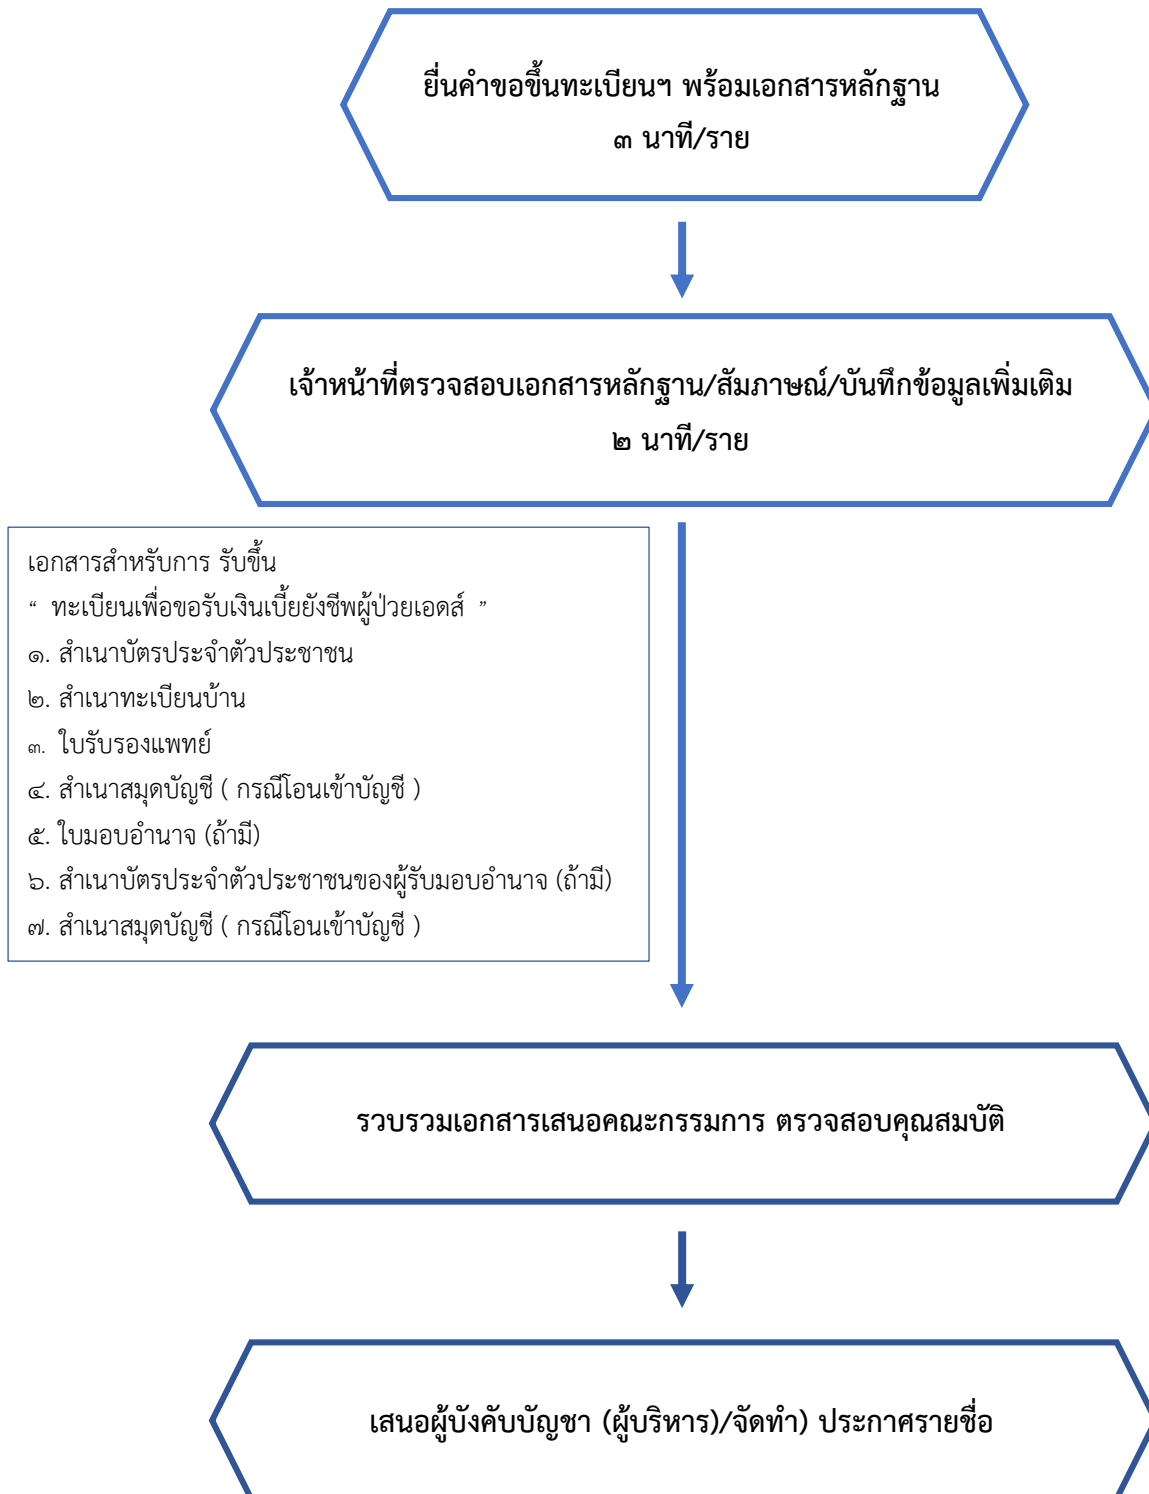 ยื่นคำขอขึ้นทะเบียนฯ พร้อมเอกสารหลักฐาน
๓ นาที/ราย
เจ้าหน้าที่ตรวจสอบเอกสารหลักฐาน/สัมภาษณ์/บันทึกข้อมูลเพิ่มเติม
๒ นาที/ราย
เอกสารสำหรับการ รับขึ้น
“ ทะเบียนเพื่อขอรับเงินเบี้ยยังชีพผู้ป่วยเอดส์ ”
๑. สำเนาบัตรประจำตัวประชาชน
๒. สำเนาทะเบียนบ้าน
๓. ใบรับรองแพทย์
๔. สำเนาสมุดบัญชี ( กรณีโอนเข้าบัญชี )
๕. ใบมอบอำนาจ (ถ้ามี)
๖. สำเนาบัตรประจำตัวประชาชนของผู้รับมอบอำนาจ (ถ้ามี)
๗. สำเนาสมุดบัญชี ( กรณีโอนเข้าบัญชี )
รวบรวมเอกสารเสนอคณะกรรมการ ตรวจสอบคุณสมบัติ
เสนอผู้บังคับบัญชา (ผู้บริหาร)/จัดทำ) ประกาศรายชื่อ